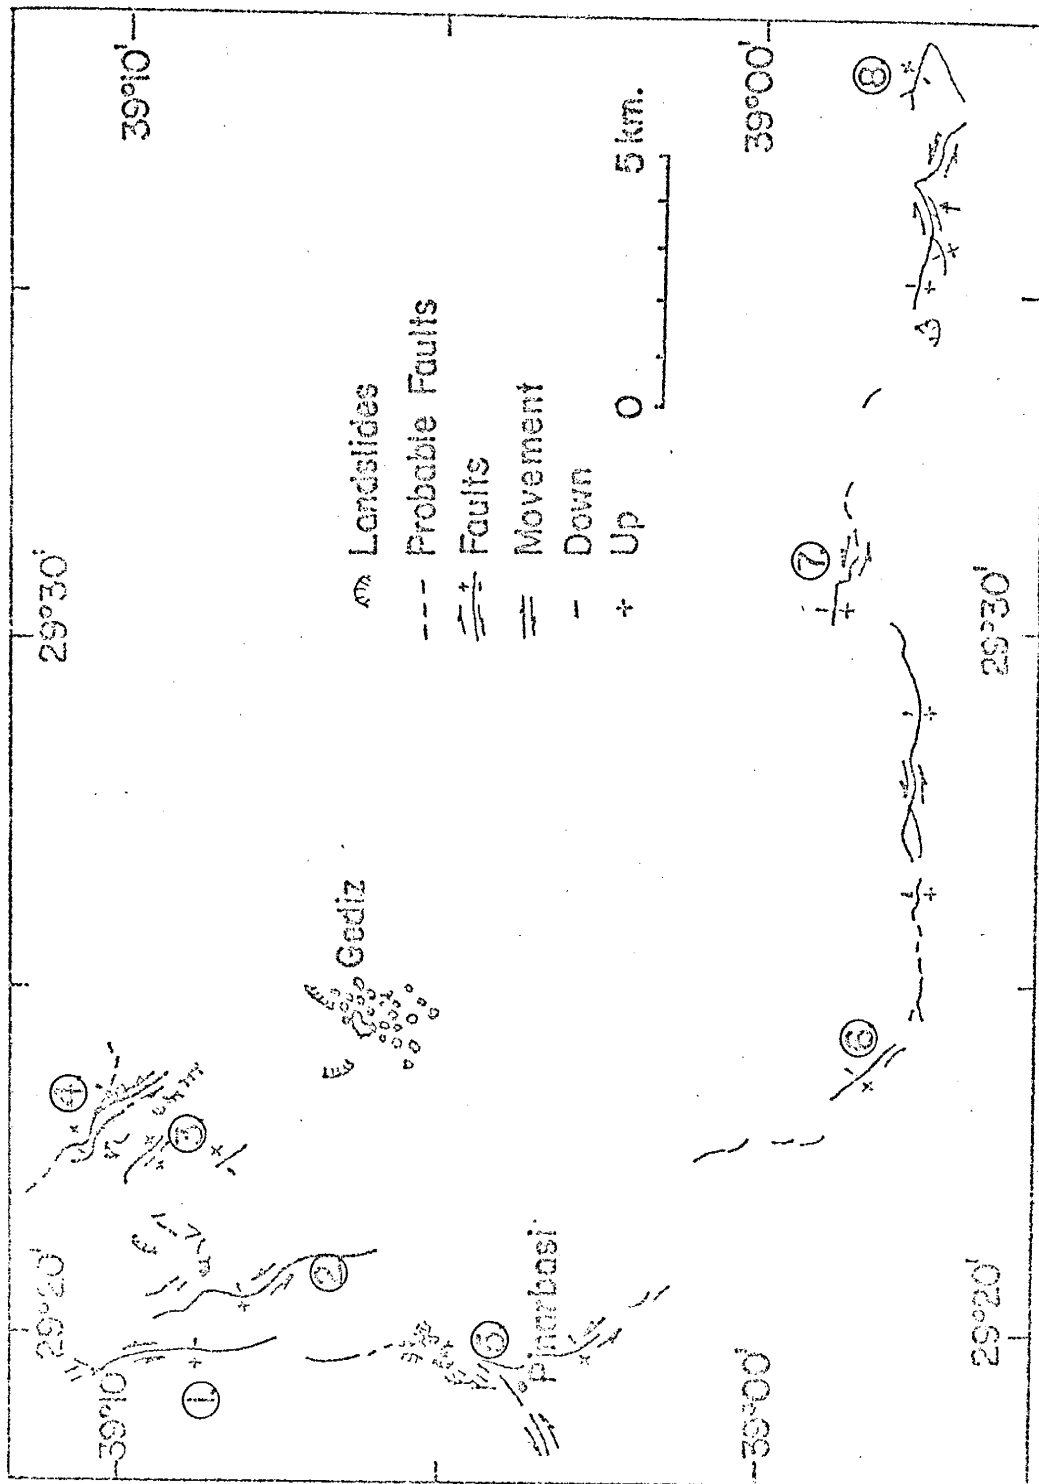 29°20' 29°30'
4
39°10' 39°10'
3
1
2
Gediz
Landslides
Probable Faults
Faults
Movement
Down
Up
0 5 km.
5
Pinarbasi
39°00' 39°00'
7
6
8
29°20' 29°30'